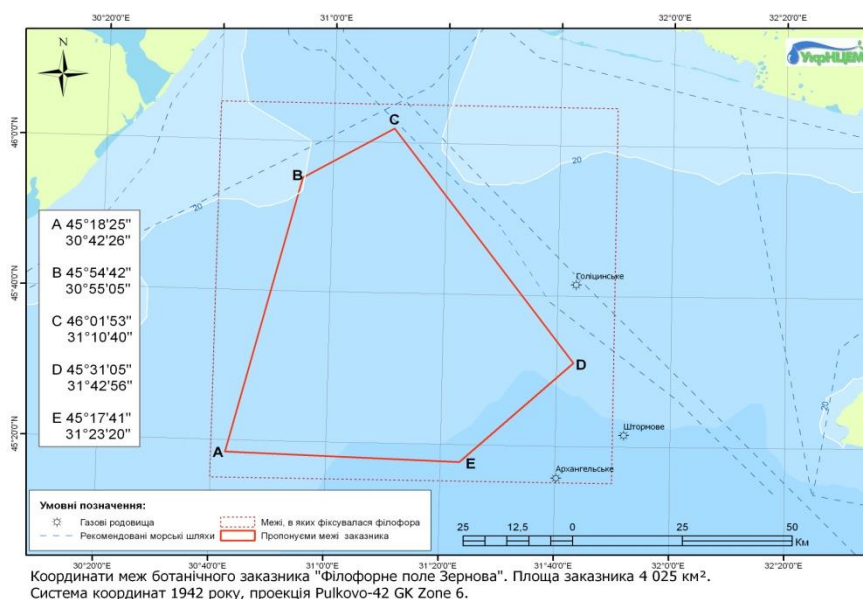 30°20'0"E 31°0'0"E 31°20'0"E 32°0'0"E 32°20'0"E
N
УкрНЦЕМ
C
46°0'0"N
20
B
20
A 45°18'25"
30°42'26"
B 45°54'42"
30°55'05"
C 46°01'53"
31°10'40"
D 45°31'05"
31°42'56"
E 45°17'41"
31°23'20"
45°40'0"N
Голіцинське
D
20
45°20'0"N
Штормове
A
E
Архангельське
Умовні позначення:
Газові родовища
Межі, в яких фіксувалася філофора
Рекомендовані морські шляхи
Пропонуєми межі заказника
25 12,5 0 25 50
Км
30°20'0"E 30°40'0"E 31°0'0"E 31°20'0"E 31°40'0"E 32°0'0"E 32°20'0"E
Координати меж ботанічного заказника "Філофорне поле Зернова". Площа заказника 4 025 км².
Система координат 1942 року, проекція Pulkovo-42 GK Zone 6.